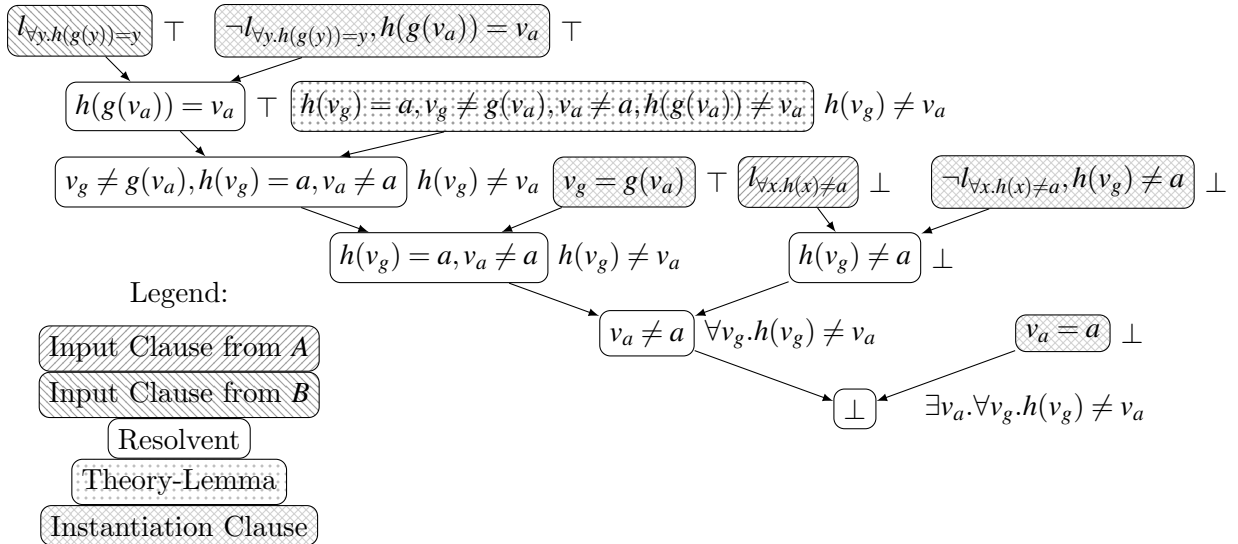 l_{∀y.h(g(y))=y} ⊤ ¬l_{∀y.h(g(y))=y}, h(g(v_a)) = v_a ⊤
h(g(v_a)) = v_a ⊤ h(v_g) = a, v_g ≠ g(v_a), v_a ≠ a, h(g(v_a)) ≠ v_a h(v_g) ≠ v_a
v_g ≠ g(v_a), h(v_g) = a, v_a ≠ a h(v_g) ≠ v_a v_g = g(v_a) ⊤ l_{∀x.h(x)≠a} ⊥ ¬l_{∀x.h(x)≠a}, h(v_g) ≠ a ⊥
h(v_g) = a, v_a ≠ a h(v_g) ≠ v_a h(v_g) ≠ a ⊥
v_a ≠ a ∀v_g.h(v_g) ≠ v_a v_a = a ⊥
⊥ ∃v_a.∀v_g.h(v_g) ≠ v_a
Legend:
Input Clause from A
Input Clause from B
Resolvent
Theory-Lemma
Instantiation Clause